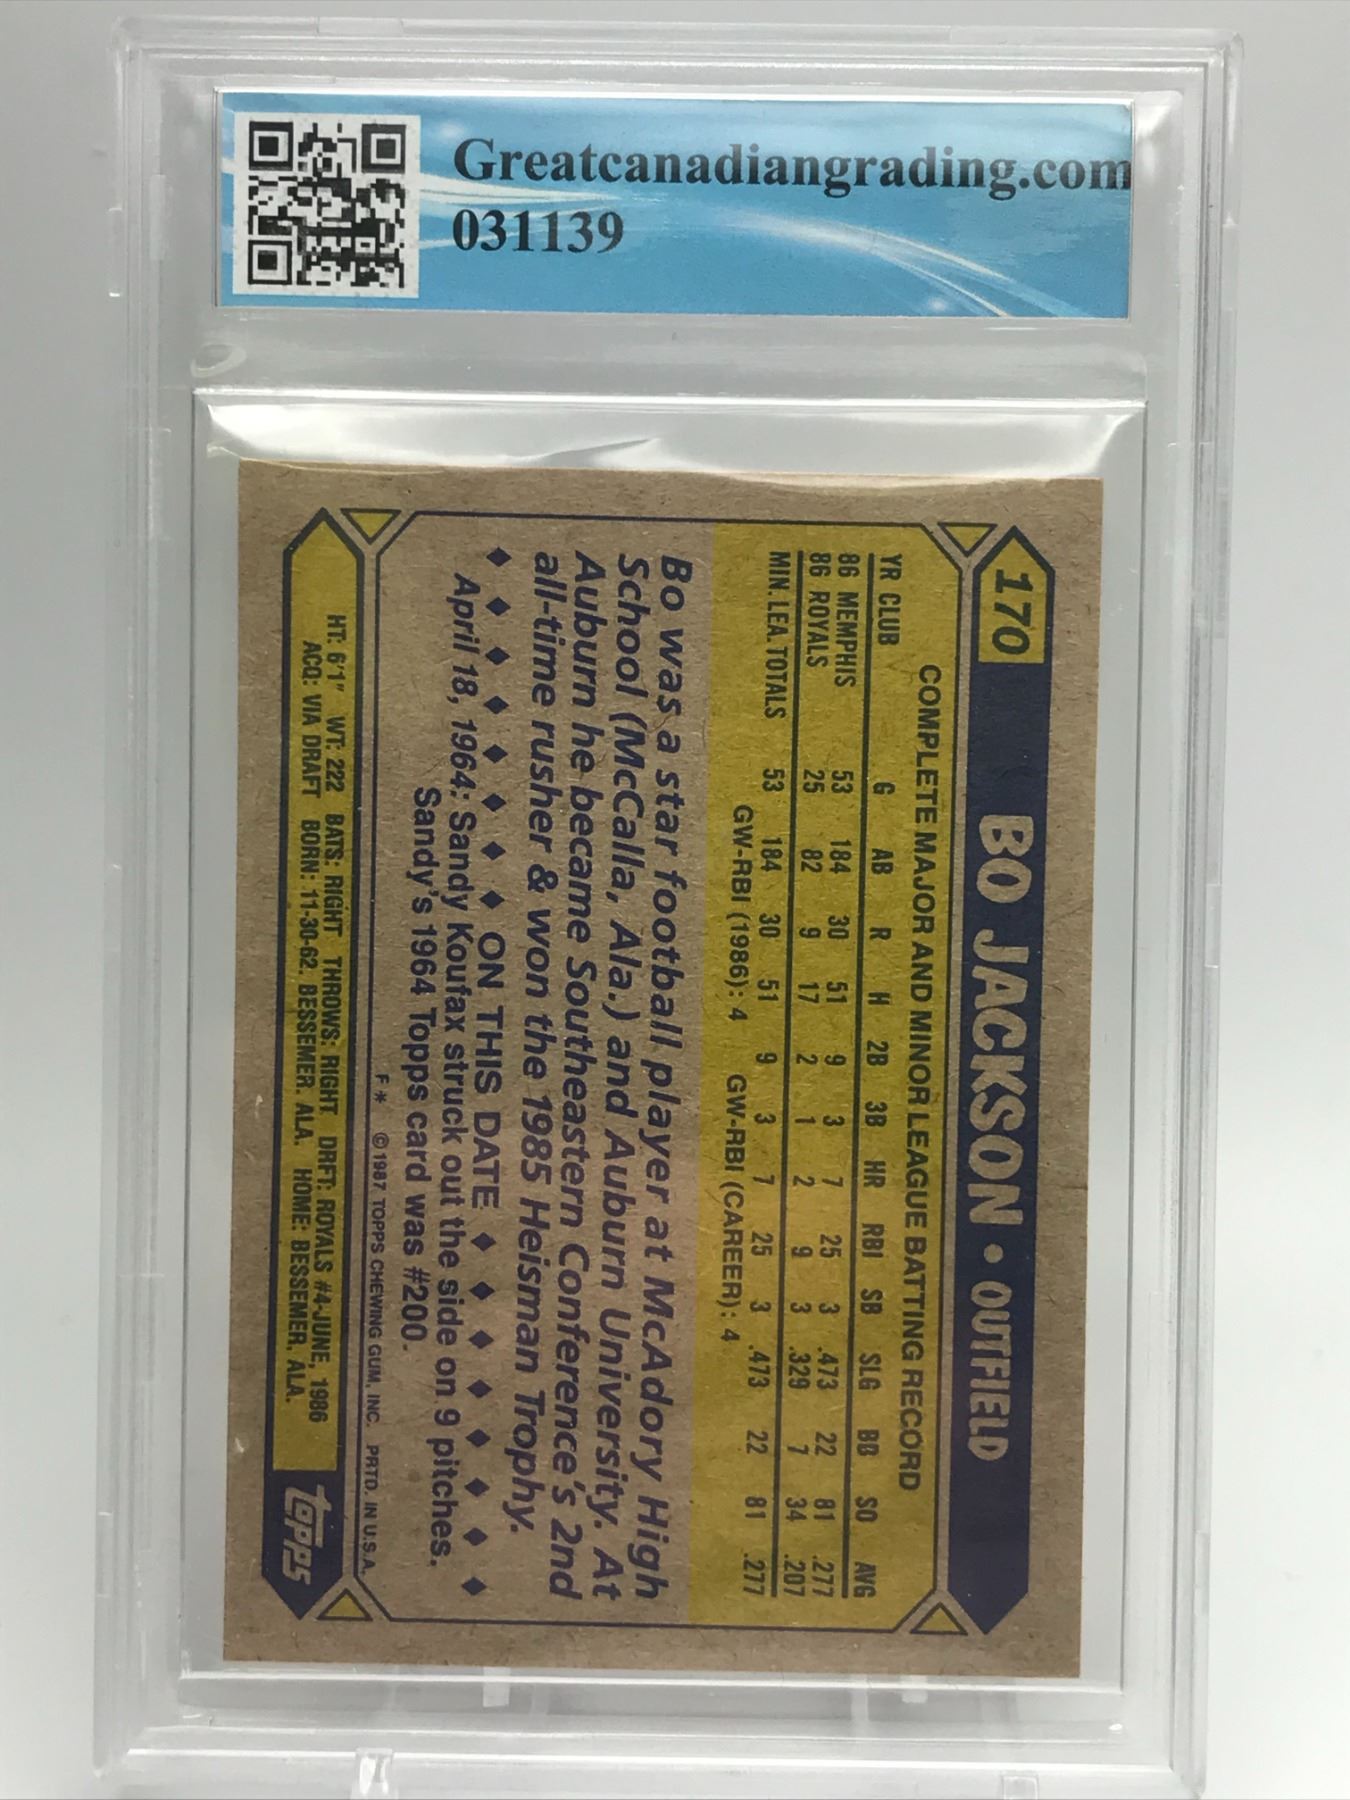 Greatcanadiangrading.com
031139
170 BO JACKSON • OUTFIELD
COMPLETE MAJOR AND MINOR LEAGUE BATTING RECORD
YR CLUB G AB R H 2B 3B HR RBI SB SLG BB SO AVG
86 MEMPHIS 53 184 30 51 9 3 7 25 3 .473 22 81 .277
86 ROYALS 25 82 9 17 2 1 2 9 3 .329 7 34 .207
MIN. LEA. TOTALS 53 184 30 51 9 3 7 25 3 .473 22 81 .277
GW-RBI (1986): 4 GW-RBI (CAREER): 4
Bo was a star football player at McAdory High
School (McCalla, Ala.) and Auburn University. At
Auburn he became Southeastern Conference's 2nd
all-time rusher & won the 1985 Heisman Trophy.
♦ ♦ ♦ ♦ ♦ ♦ ♦ ♦ ON THIS DATE ♦ ♦ ♦ ♦ ♦ ♦ ♦ ♦
April 18, 1964: Sandy Koufax struck out the side on 9 pitches.
Sandy's 1964 Topps card was #200.
F * ©1987 TOPPS CHEWING GUM, INC. PRTD. IN U.S.A.
HT: 6'1" WT: 222 BATS: RIGHT THROWS: RIGHT DRFT: ROYALS #4-JUNE, 1986
ACQ: VIA DRAFT BORN: 11-30-62, BESSEMER, ALA. HOME: BESSEMER, ALA.
topps